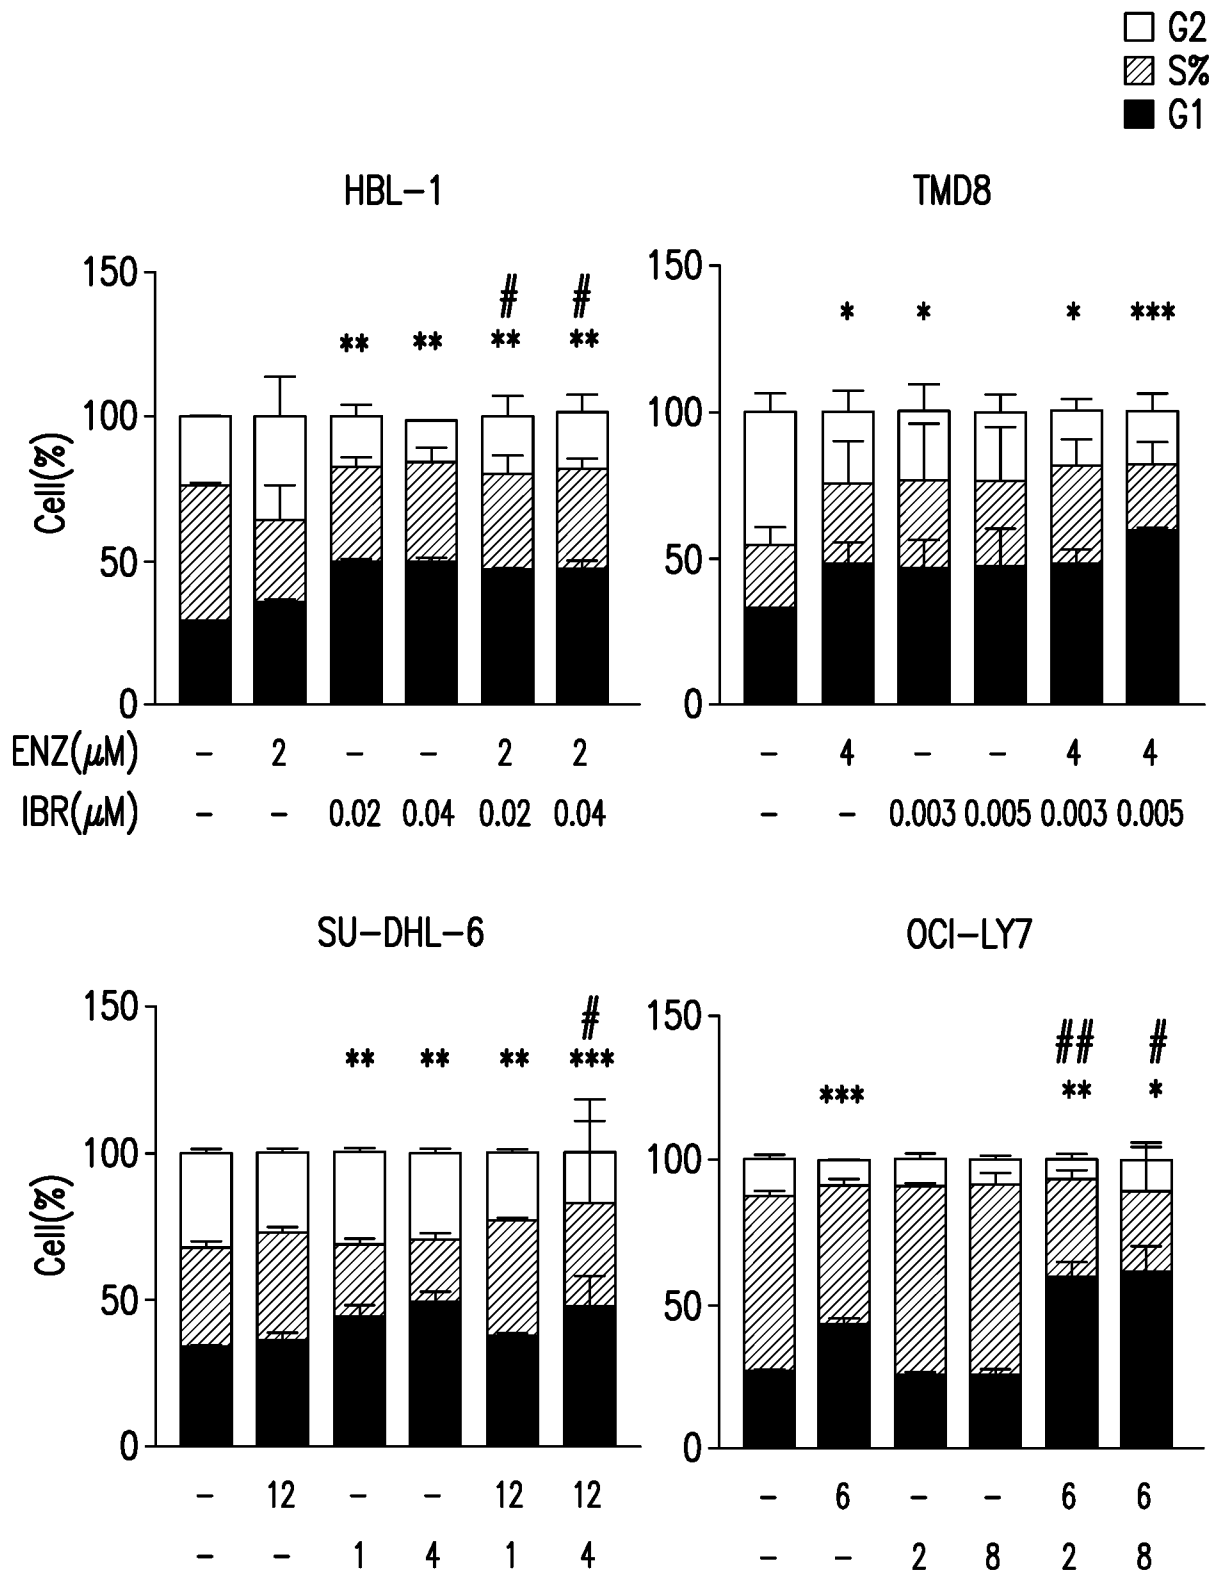 G2
S%
G1
HBL-1
TMD8
150
100
50
0
Cell(%)
** ** ** **
# #
150
100
50
0
* * * ***
ENZ(μM) - 2 - - 2 2
IBR(μM) - - 0.02 0.04 0.02 0.04
- 4 - - 4 4
- - 0.003 0.005 0.003 0.005
SU-DHL-6
OCI-LY7
150
100
50
0
Cell(%)
#
** ** ** ***
150
100
50
0
## #
*** ** *
- 12 - - 12 12
- - 1 4 1 4
- 6 - - 6 6
- - 2 8 2 8